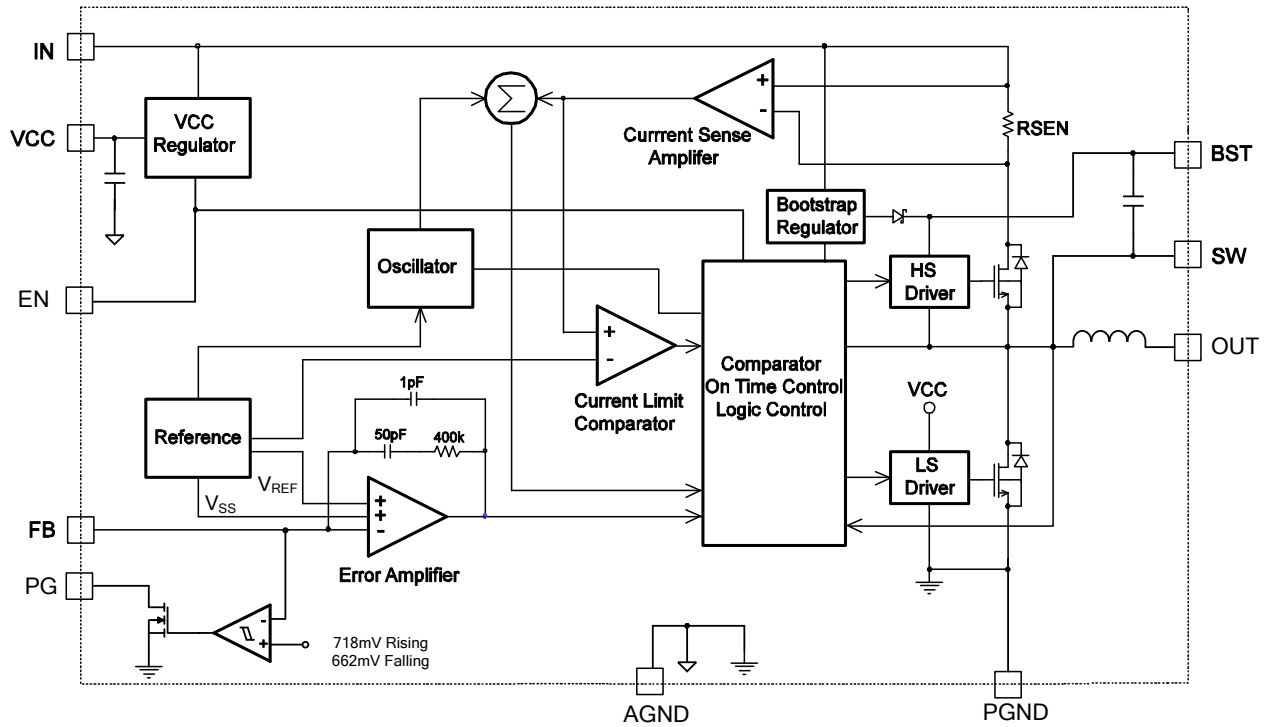 IN
VCC
Regulator
VCC
Σ
+
-
Currrent Sense
Amplifer
RSEN
BST
Bootstrap
Regulator
SW
EN
Oscillator
HS
Driver
+
-
Current Limit
Comparator
Comparator
On Time Control
Logic Control
OUT
1pF
50pF
400k
VCC
Reference
VREF
VSS
LS
Driver
FB
+
+
-
Error Amplifier
PG
-
+
718mV Rising
662mV Falling
AGND
PGND